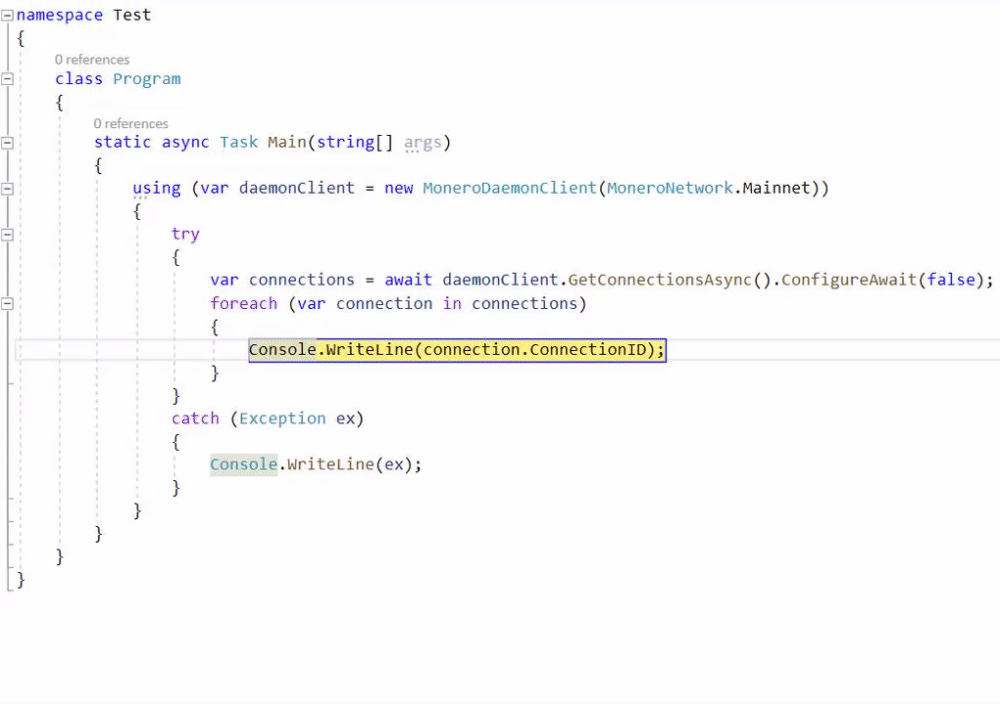 namespace Test
{
0 references
class Program
{
0 references
static async Task Main(string[] args)
{
using (var daemonClient = new MoneroDaemonClient(MoneroNetwork.Mainnet))
{
try
{
var connections = await daemonClient.GetConnectionsAsync().ConfigureAwait(false);
foreach (var connection in connections)
{
Console.WriteLine(connection.ConnectionID);
}
}
catch (Exception ex)
{
Console.WriteLine(ex);
}
}
}
}
}